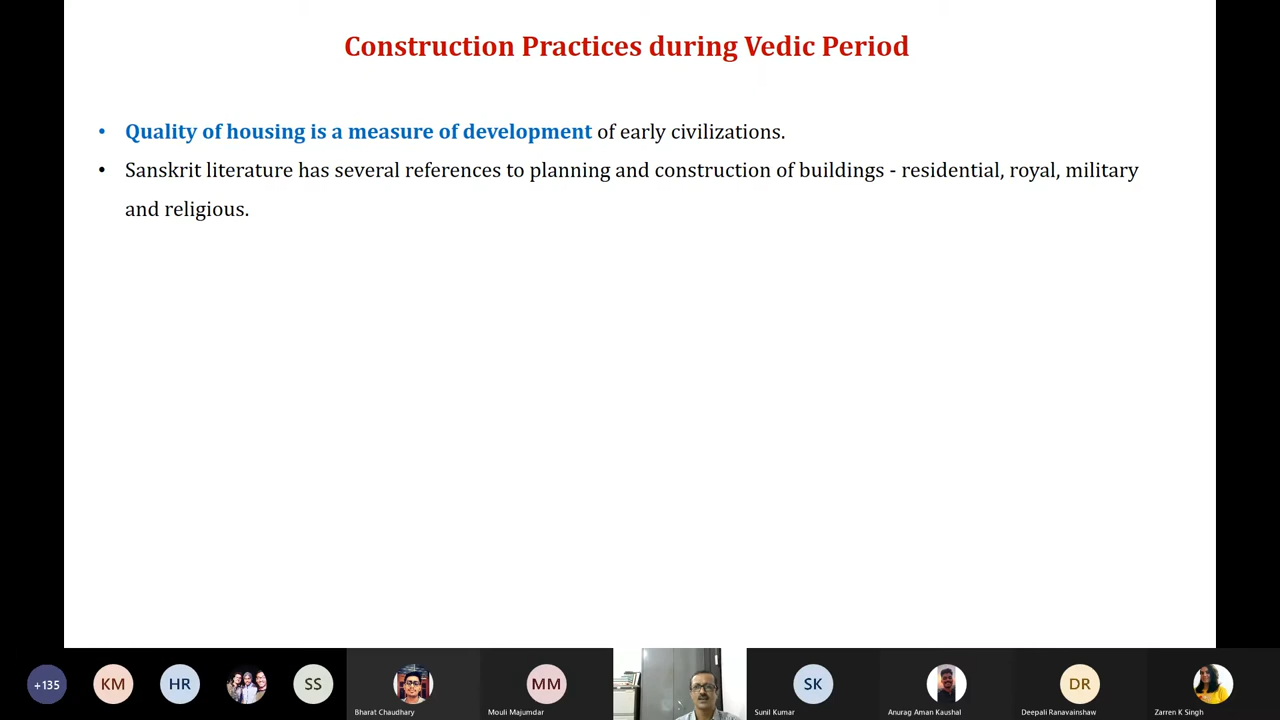 Construction Practices during Vedic Period
• Quality of housing is a measure of development of early civilizations.
• Sanskrit literature has several references to planning and construction of buildings - residential, royal, military
and religious.
+135
KM
HR
SS
Bharat Chaudhary
MM
Mouli Majumdar
SK
Sunil Kumar
Anurag Aman Kaushal
DR
Deepali Ranavainshaw
Zarren K Singh